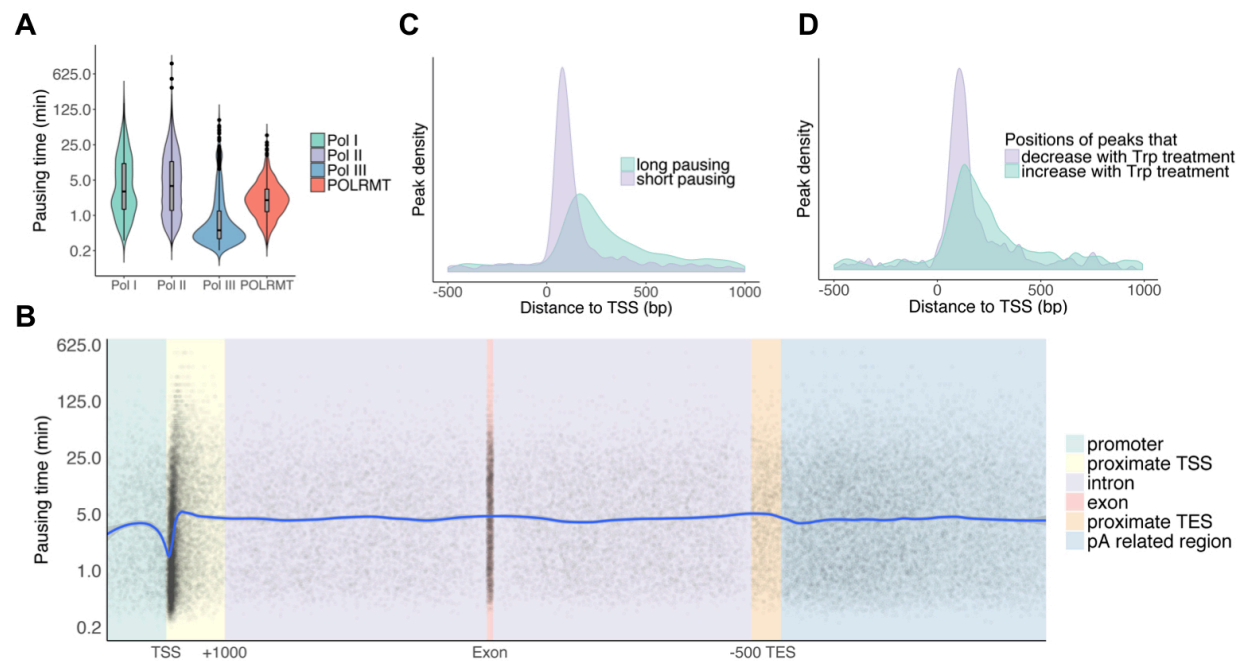 A
Pausing time (min)
625.0
125.0
25.0
5.0
1.0
0.2
Pol I
Pol II
Pol III
POLRMT
Pol I
Pol II
Pol III
POLRMT
C
Peak density
long pausing
short pausing
-500
0
500
1000
Distance to TSS (bp)
D
Peak density
Positions of peaks that
decrease with Trp treatment
increase with Trp treatment
-500
0
500
1000
Distance to TSS (bp)
B
Pausing time (min)
625.0
125.0
25.0
5.0
1.0
0.2
TSS
+1000
Exon
-500 TES
promoter
proximate TSS
intron
exon
proximate TES
pA related region